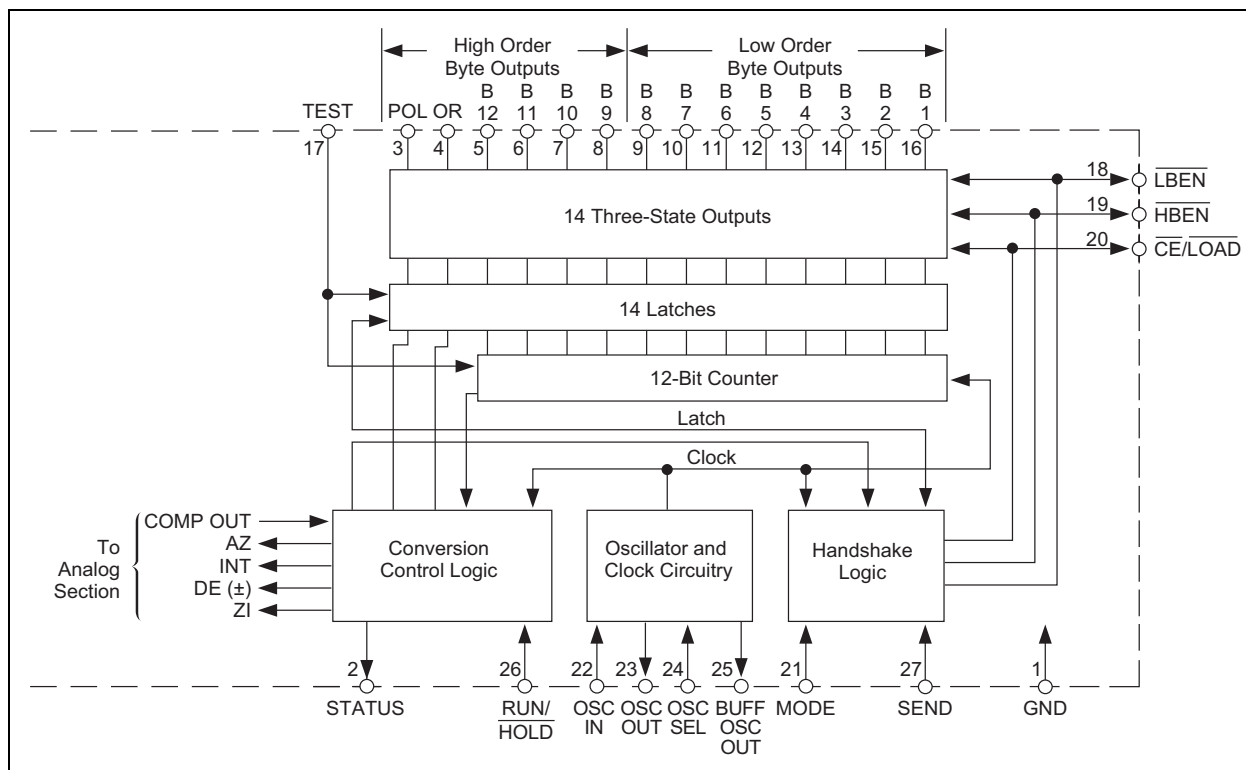 High Order
Byte Outputs
Low Order
Byte Outputs
B B B B B B B B B B B B
TEST POL OR 12 11 10 9 8 7 6 5 4 3 2 1
17 3 4 5 6 7 8 9 10 11 12 13 14 15 16
18 LBEN
14 Three-State Outputs
19 HBEN
20 CE/LOAD
14 Latches
12-Bit Counter
Latch
Clock
To
Analog
Section
COMP OUT
AZ
INT
DE (±)
ZI
Conversion
Control Logic
Oscillator and
Clock Circuitry
Handshake
Logic
2 26 22 23 24 25 21 27 1
STATUS
RUN/
HOLD
OSC
IN
OSC
OUT
OSC
SEL
BUFF
OSC
OUT
MODE
SEND
GND